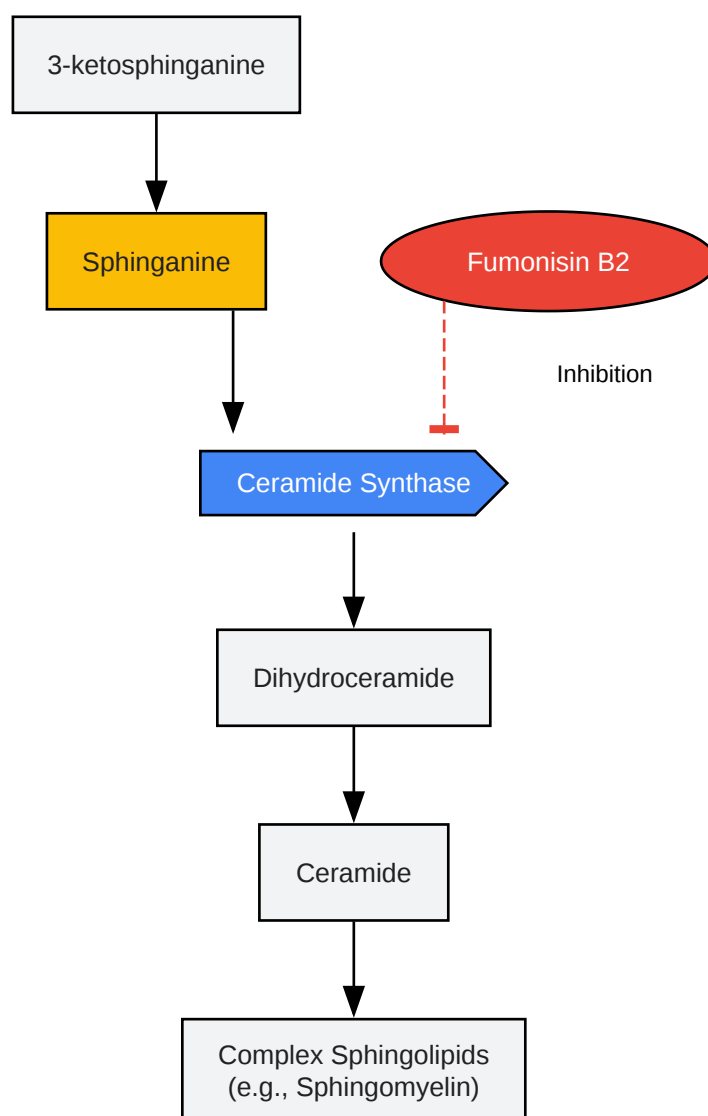 3-ketosphinganine
Sphinganine
Fumonisin B2
Inhibition
Ceramide Synthase
Dihydroceramide
Ceramide
Complex Sphingolipids
(e.g., Sphingomyelin)